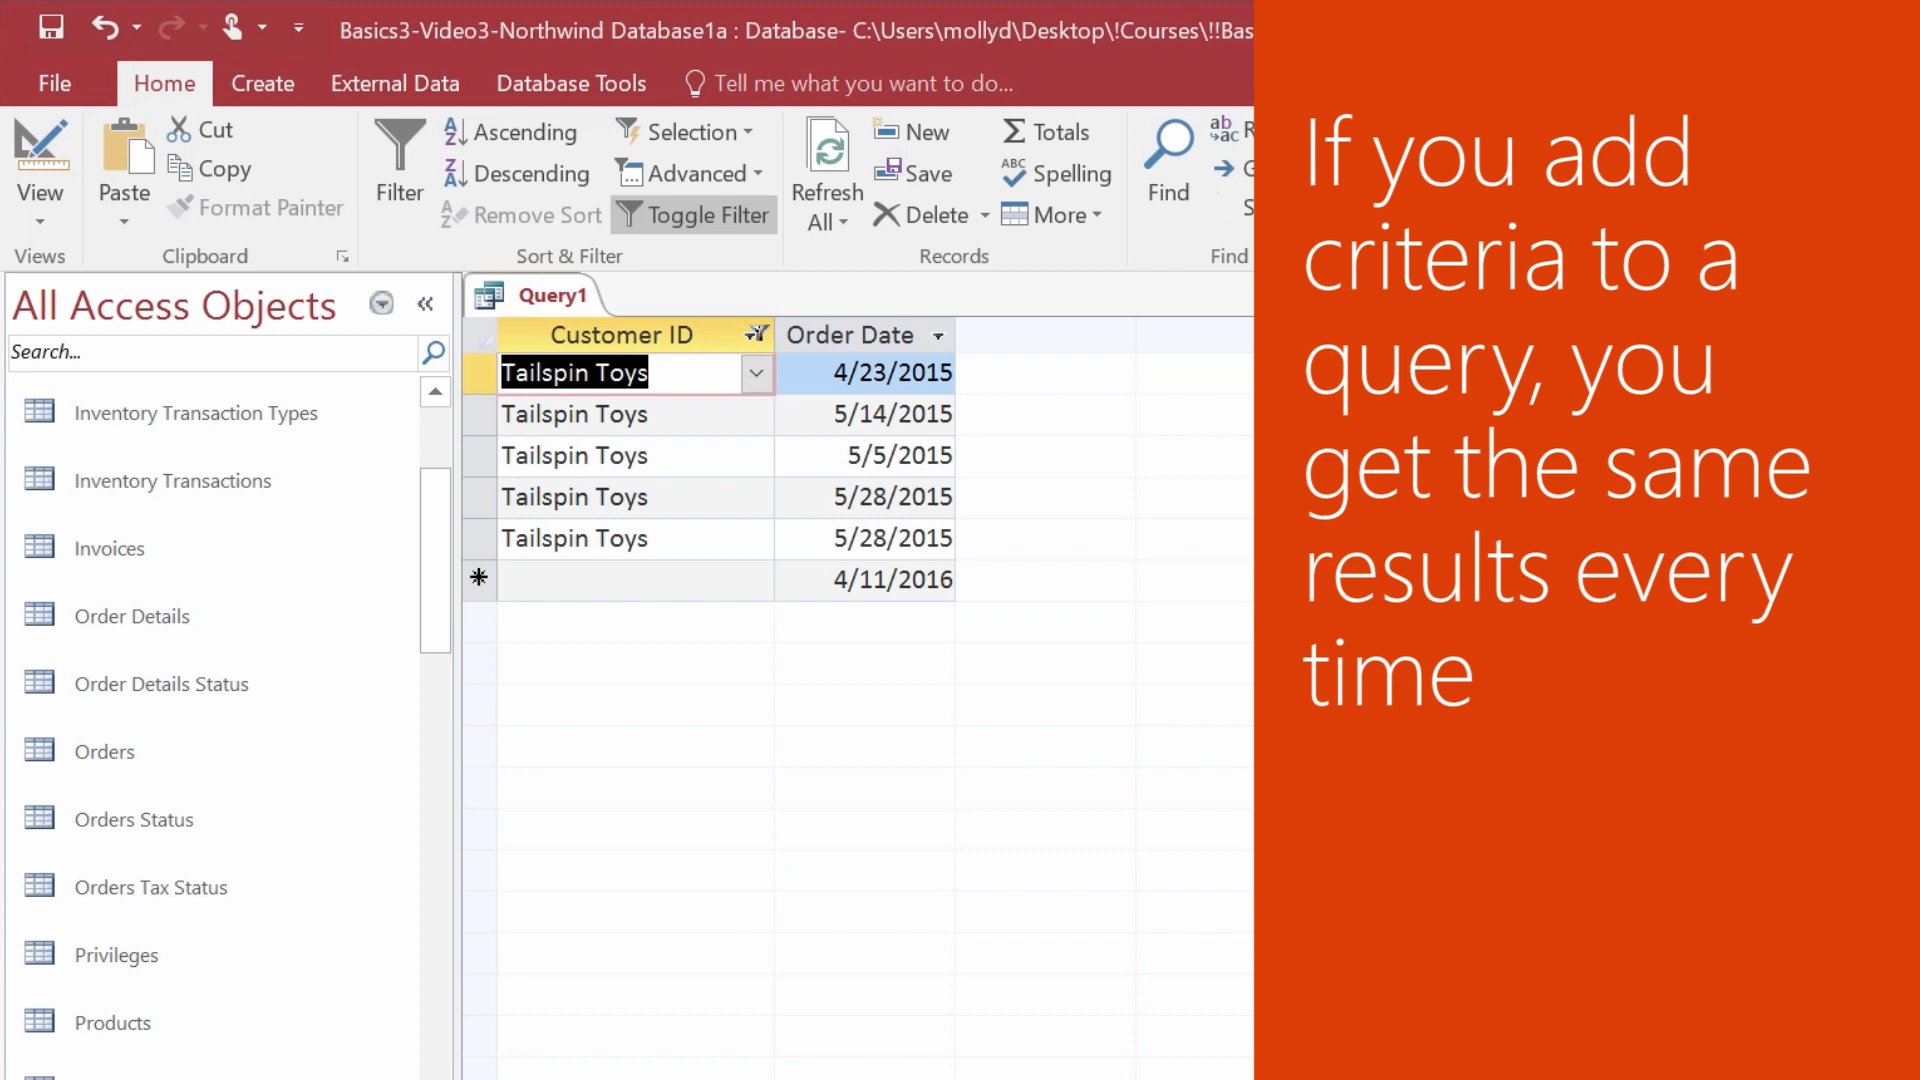 Basics3-Video3-Northwind Database1a : Database- C:\Users\mollyd\Desktop\!Courses\!!Bas
File Home Create External Data Database Tools Tell me what you want to do...
View
Views
Paste
Cut
Copy
Format Painter
Clipboard
Filter
Ascending
Descending
Remove Sort
Selection
Advanced
Toggle Filter
Sort & Filter
Refresh
All
New
Save
Delete
Totals
Spelling
More
Records
Find
Find
All Access Objects
Search...
Inventory Transaction Types
Inventory Transactions
Invoices
Order Details
Order Details Status
Orders
Orders Status
Orders Tax Status
Privileges
Products
Query1
Customer ID Order Date
Tailspin Toys 4/23/2015
Tailspin Toys 5/14/2015
Tailspin Toys 5/5/2015
Tailspin Toys 5/28/2015
Tailspin Toys 5/28/2015
4/11/2016
If you add
criteria to a
query, you
get the same
results every
time